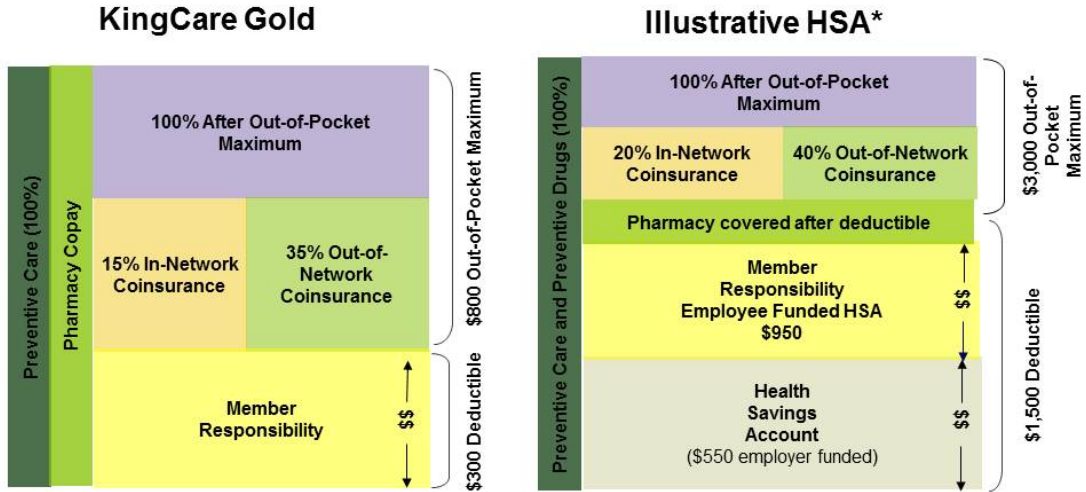 KingCare Gold
Preventive Care (100%)
Pharmacy Copay
100% After Out-of-Pocket
Maximum
15% In-Network
Coinsurance
35% Out-of-
Network
Coinsurance
Member
Responsibility
$$
$800 Out-of-Pocket Maximum
$300 Deductible
Illustrative HSA*
Preventive Care and Preventive Drugs (100%)
100% After Out-of-Pocket
Maximum
20% In-Network
Coinsurance
40% Out-of-Network
Coinsurance
Pharmacy covered after deductible
Member
Responsibility
Employee Funded HSA
$950
$$
Health
Savings
Account
($550 employer funded)
$$
$3,000 Out-of-
Pocket
Maximum
$1,500 Deductible